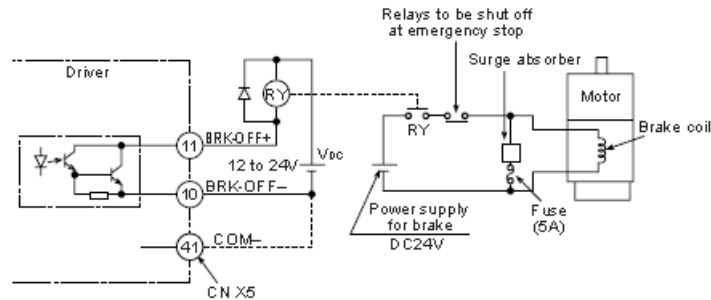 Relays to be shut off
at emergency stop
Surge absorber
Driver
RY
Motor
RY
Brake coil
11
BRK-OFF+
12 to 24V
VDC
10
BRK-OFF−
Power supply
for brake
DC24V
Fuse
(5A)
41
COM−
CN X5